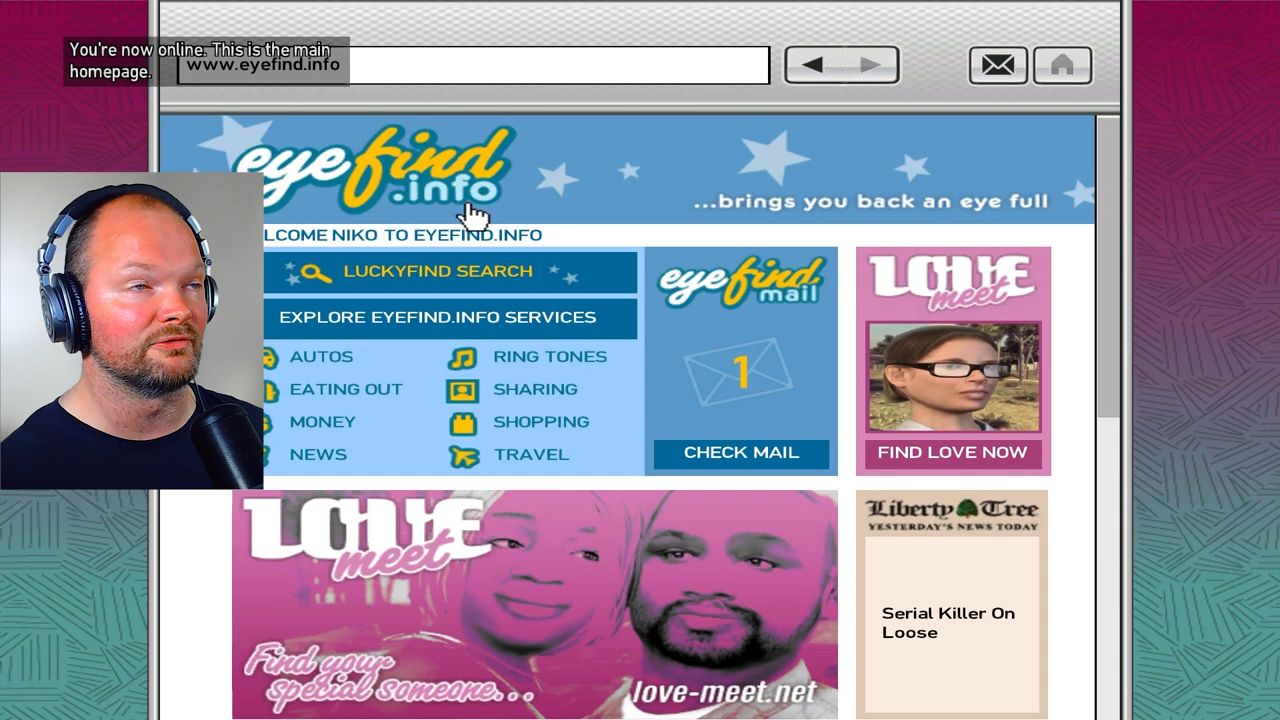 You're now online. This is the main
homepage.
www.eyefind.info
eyefind
.info
...brings you back an eye full
LCOME NIKO TO EYEFIND.INFO
LUCKYFIND SEARCH
EXPLORE EYEFIND.INFO SERVICES
AUTOS
RING TONES
EATING OUT
SHARING
MONEY
SHOPPING
NEWS
TRAVEL
eyefind
mail
1
CHECK MAIL
LOVE
meet
FIND LOVE NOW
LOVE
meet
Find your
special someone...
love-meet.net
Liberty Tree
YESTERDAY'S NEWS TODAY
Serial Killer On
Loose